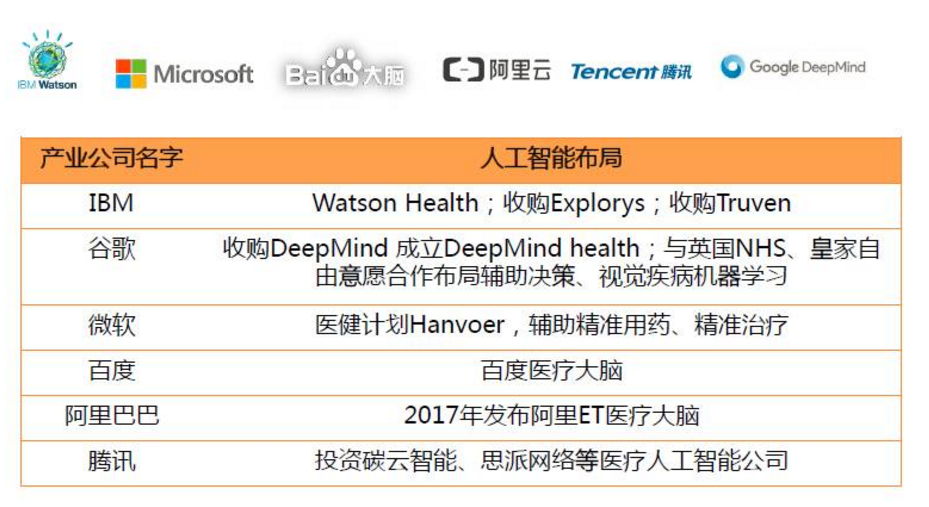 IBM Watson
Microsoft
Baidu大脑
阿里云
Tencent腾讯
Google DeepMind
产业公司名字 人工智能布局
IBM Watson Health；收购Explorys；收购Truven
谷歌 收购DeepMind 成立DeepMind health；与英国NHS、皇家自
由意愿合作布局辅助决策、视觉疾病机器学习
微软 医健计划Hanvoer，辅助精准用药、精准治疗
百度 百度医疗大脑
阿里巴巴 2017年发布阿里ET医疗大脑
腾讯 投资碳云智能、思派网络等医疗人工智能公司